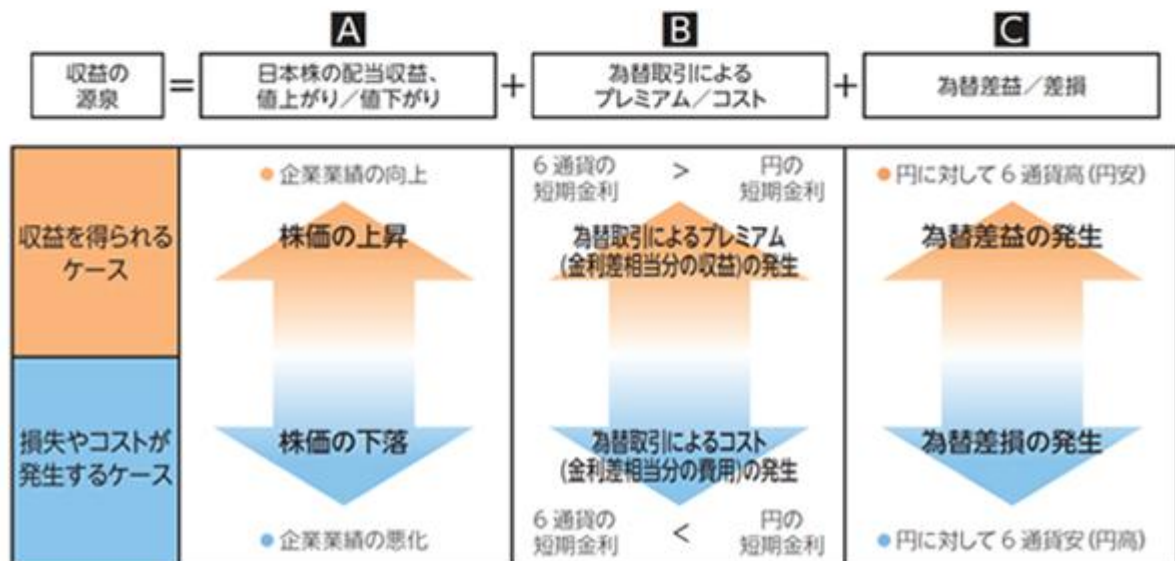 A
B
C
収益の
源泉
=
日本株の配当収益、
値上がり／値下がり
+
為替取引による
プレミアム／コスト
+
為替差益／差損
収益を得られる
ケース
●企業業績の向上
株価の上昇
6通貨の
短期金利
>
円の
短期金利
為替取引によるプレミアム
(金利差相当分の収益)の発生
●円に対して6通貨高(円安)
為替差益の発生
損失やコストが
発生するケース
株価の下落
●企業業績の悪化
為替取引によるコスト
(金利差相当分の費用)の発生
6通貨の
短期金利
<
円の
短期金利
為替差損の発生
●円に対して6通貨安(円高)